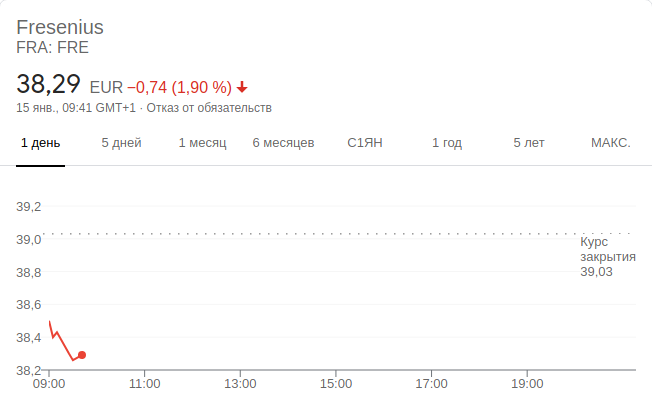 Fresenius
FRA: FRE
38,29 EUR −0,74 (1,90 %)
15 янв., 09:41 GMT+1 · Отказ от обязательств
1 день 5 дней 1 месяц 6 месяцев С1ЯН 1 год 5 лет МАКС.
39,2
39,0
Курс
закрытия
39,03
38,8
38,6
38,4
38,2
09:00 11:00 13:00 15:00 17:00 19:00